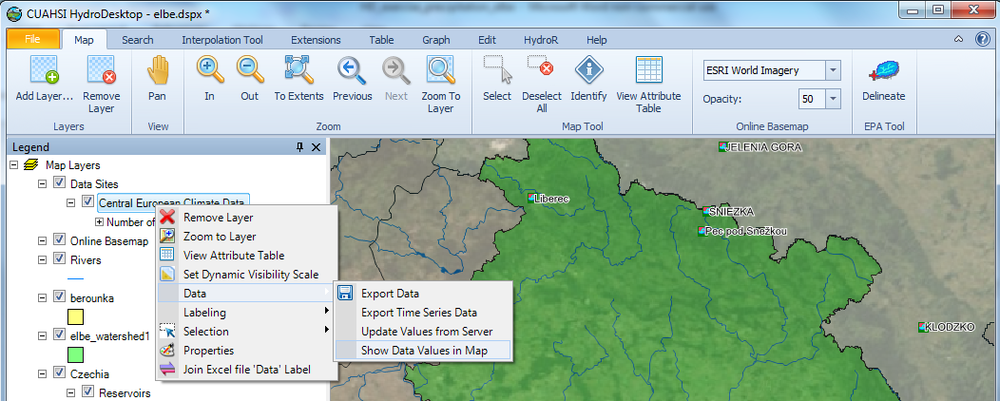 CUAHSI HydroDesktop - elbe.dspx *
File Map Search Interpolation Tool Extensions Table Graph Edit HydroR Help
Add Layer... Remove Layer Pan In Out To Extents Previous Next Zoom To Layer Select Deselect All Identify View Attribute Table
ESRI World Imagery
Opacity: 50
Delineate
Layers View Zoom Map Tool Online Basemap EPA Tool
Legend
Map Layers
Data Sites
Central European Climate Data
Number of
Online Basemap
Rivers
berounka
elbe_watershed1
Czechia
Reservoirs
Remove Layer
Zoom to Layer
View Attribute Table
Set Dynamic Visibility Scale
Data
Labeling
Selection
Properties
Join Excel file 'Data' Label
Export Data
Export Time Series Data
Update Values from Server
Show Data Values in Map
JELENIA GORA
Liberec
SNIEZKA
Pec pod Snežkou
KLODZKO